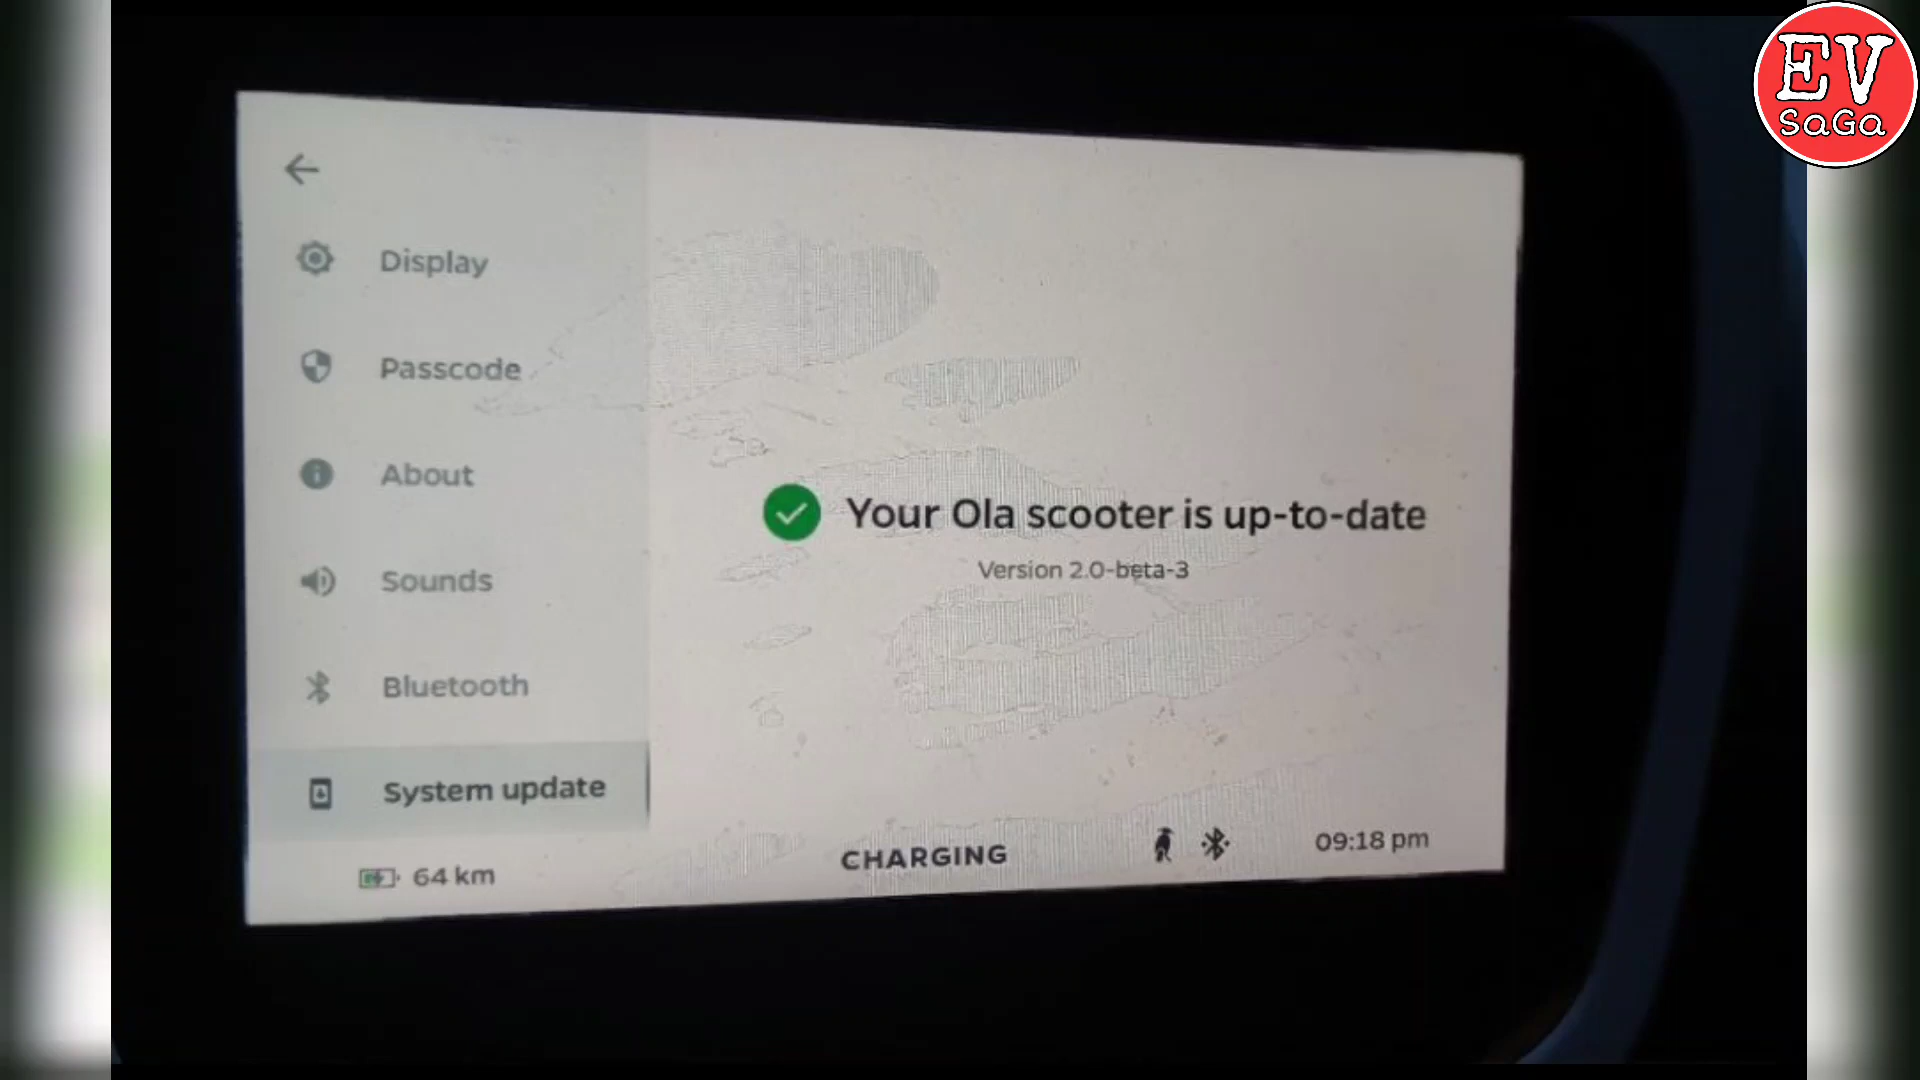 EV
SaGa
Display
Passcode
About
Sounds
Bluetooth
System update
Your Ola scooter is up-to-date
Version 2.0-beta-3
64 km
CHARGING
09:18 pm